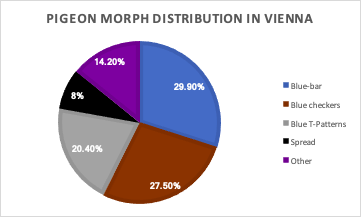 PIGEON MORPH DISTRIBUTION IN VIENNA
14.20%
29.90%
8%
20.40%
27.50%
Blue-bar
Blue checkers
Blue T-Patterns
Spread
Other